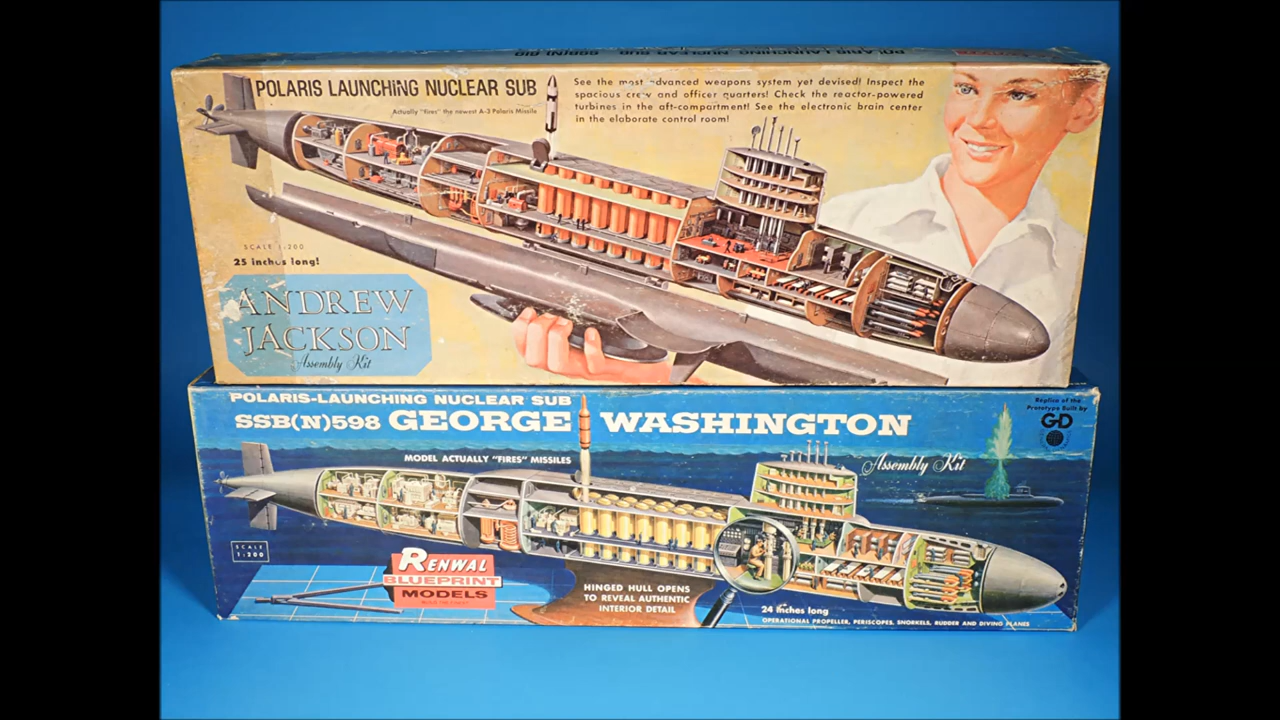 POLARIS LAUNCHING NUCLEAR SUB
Actually "fires" the newest A-3 Polaris Missile
See the most advanced weapons system yet devised! Inspect the
spacious crew and officer quarters! Check the reactor-powered
turbines in the aft-compartment! See the electronic brain center
in the elaborate control room!
SCALE 1:200
25 inches long!
ANDREW
JACKSON
Assembly Kit
POLARIS-LAUNCHING NUCLEAR SUB
SSB(N)598 GEORGE WASHINGTON
Replica of the
Prototype Built by
GD
MODEL ACTUALLY "FIRES" MISSILES
Assembly Kit
SCALE
1:200
RENWAL
BLUEPRINT
MODELS
HINGED HULL OPENS
TO REVEAL AUTHENTIC
INTERIOR DETAIL
24 inches long
OPERATIONAL PROPELLER, PERISCOPES, SNORKELS, RUDDER AND DIVING PLANES